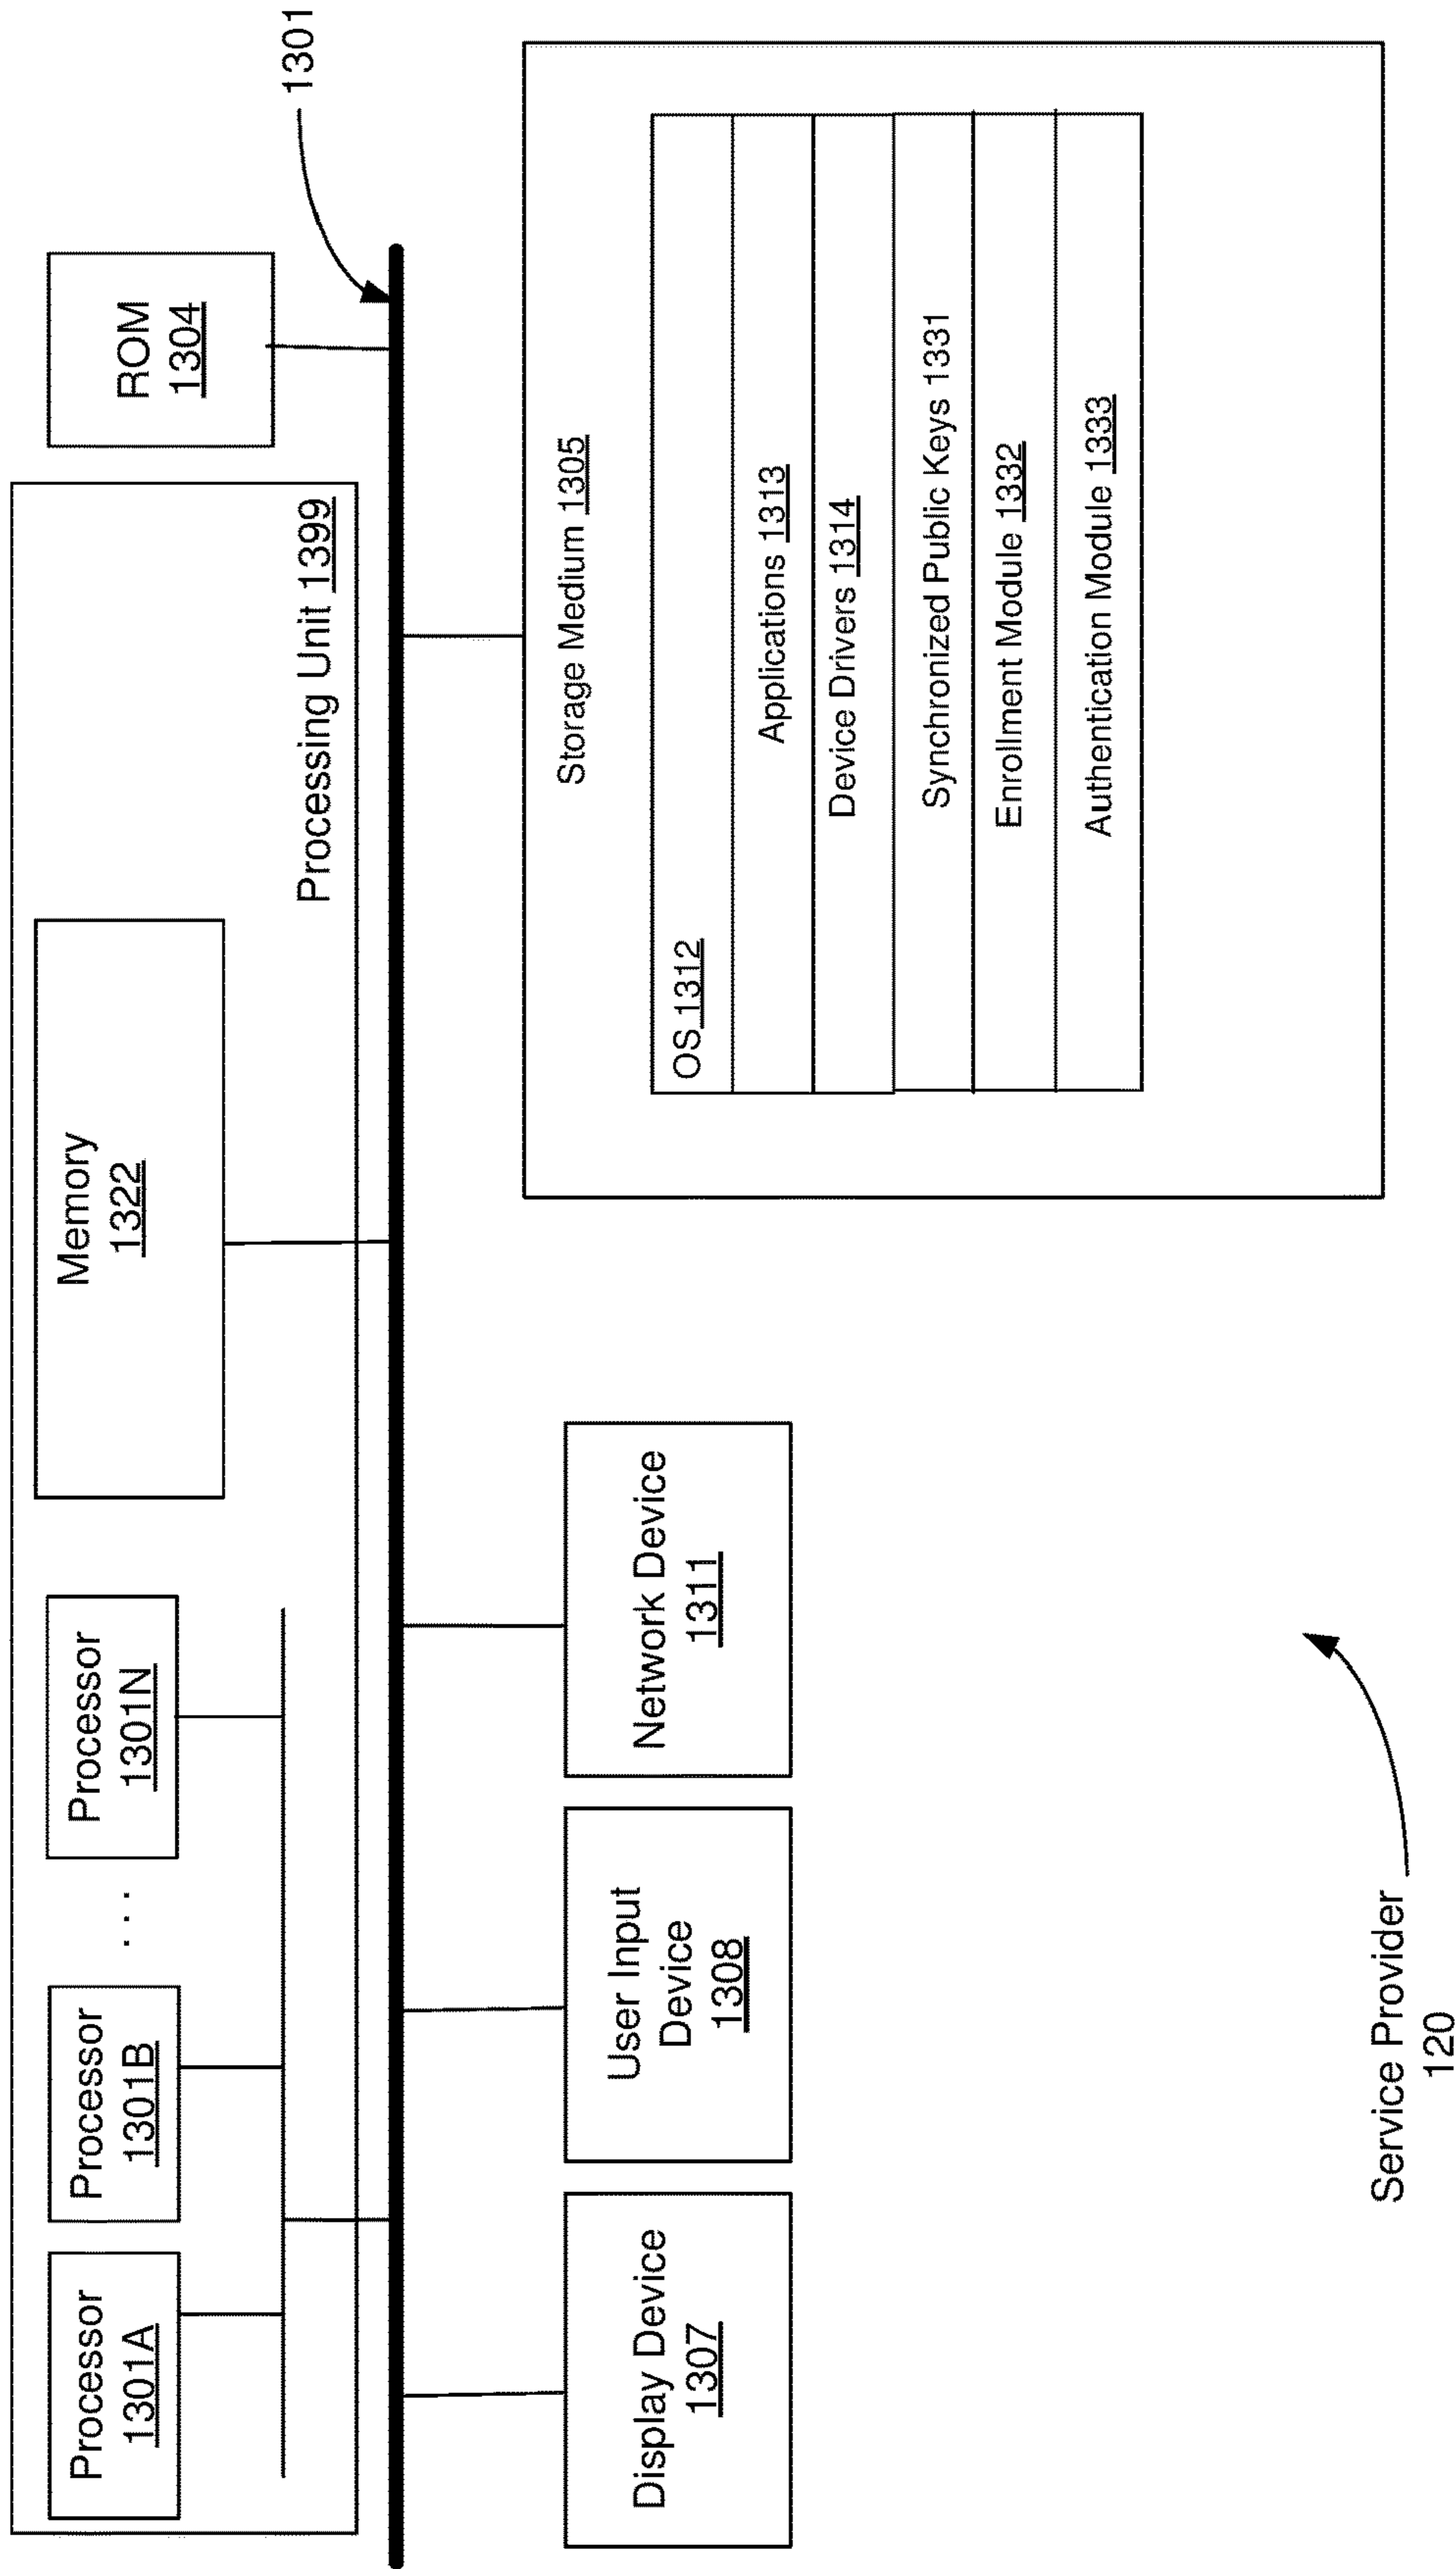 Processor
1301A
Processor
1301B
. . .
Processor
1301N
Memory
1322
Processing Unit 1399
ROM
1304
1301
Display Device
1307
User Input
Device
1308
Network Device
1311
Storage Medium 1305
OS 1312
Applications 1313
Device Drivers 1314
Synchronized Public Keys 1331
Enrollment Module 1332
Authentication Module 1333
Service Provider
120